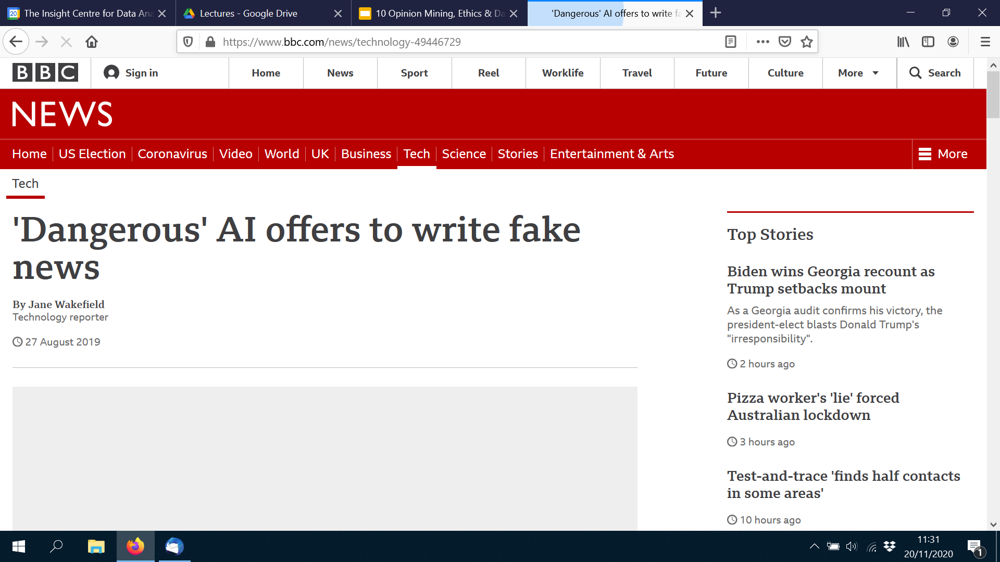 The Insight Centre for Data Ana
Lectures - Google Drive
10 Opinion Mining, Ethics & Da
'Dangerous' AI offers to write fa
https://www.bbc.com/news/technology-49446729
BBC
Sign in
Home
News
Sport
Reel
Worklife
Travel
Future
Culture
More
Search
NEWS
Home
US Election
Coronavirus
Video
World
UK
Business
Tech
Science
Stories
Entertainment & Arts
More
Tech
'Dangerous' AI offers to write fake
news
By Jane Wakefield
Technology reporter
27 August 2019
Top Stories
Biden wins Georgia recount as
Trump setbacks mount
As a Georgia audit confirms his victory, the
president-elect blasts Donald Trump's
"irresponsibility".
2 hours ago
Pizza worker's 'lie' forced
Australian lockdown
3 hours ago
Test-and-trace 'finds half contacts
in some areas'
10 hours ago
11:31
20/11/2020
1
20